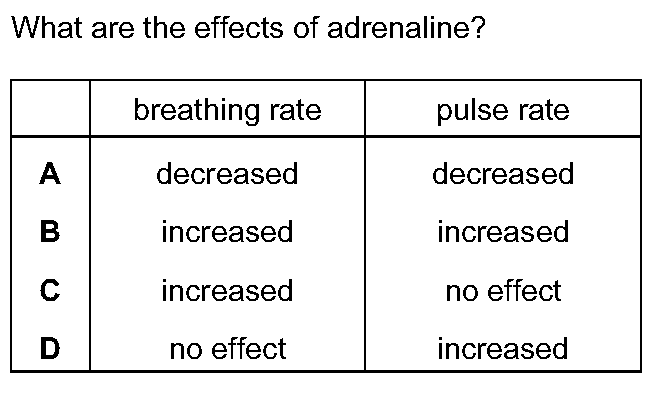 What are the effects of adrenaline?
breathing rate pulse rate
A decreased decreased
B increased increased
C increased no effect
D no effect increased